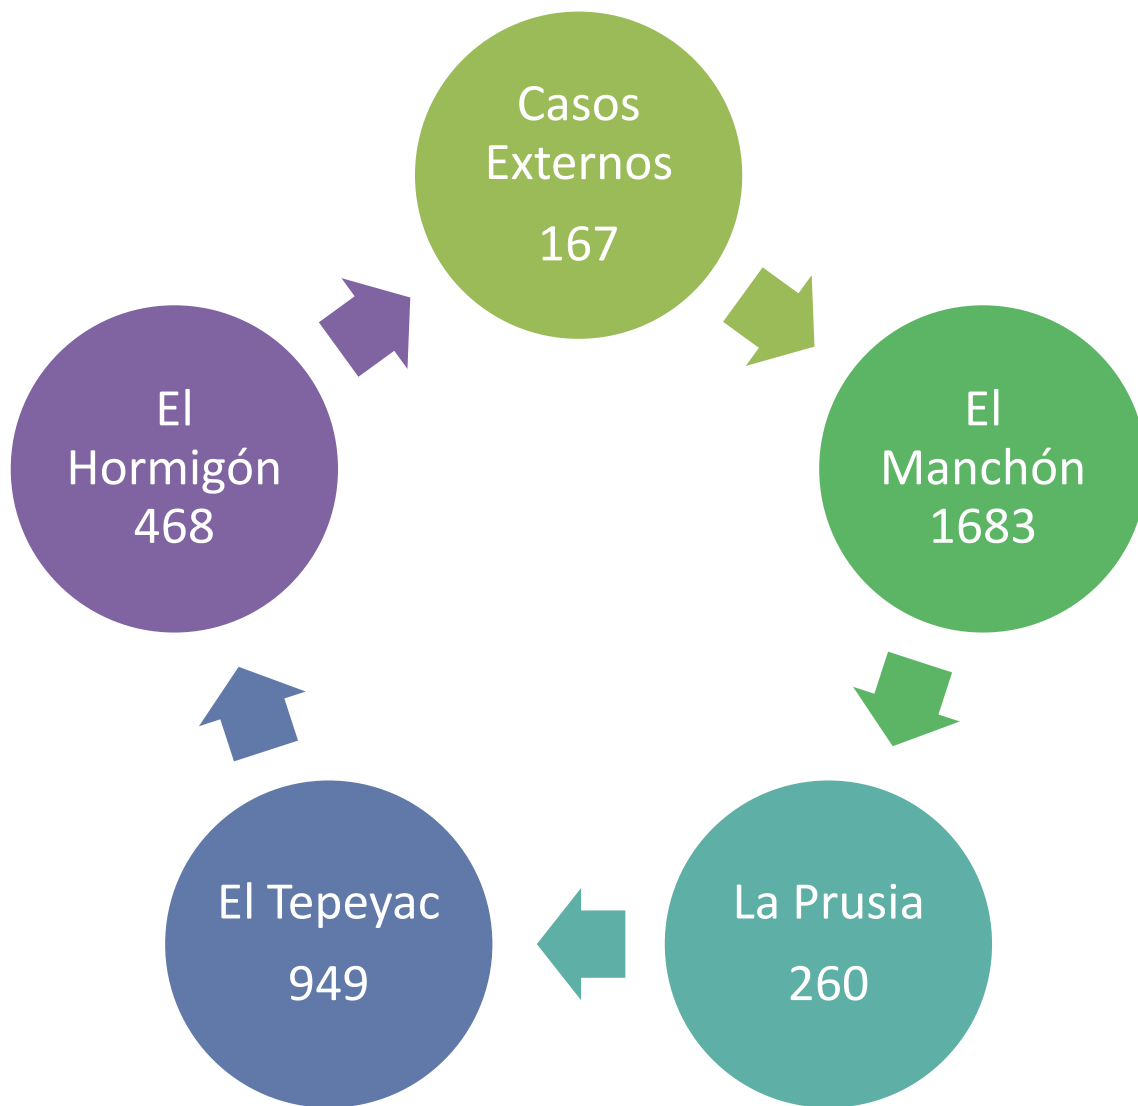 Casos
Externos
167
El
Manchón
1683
La Prusia
260
El Tepeyac
949
El
Hormigón
468